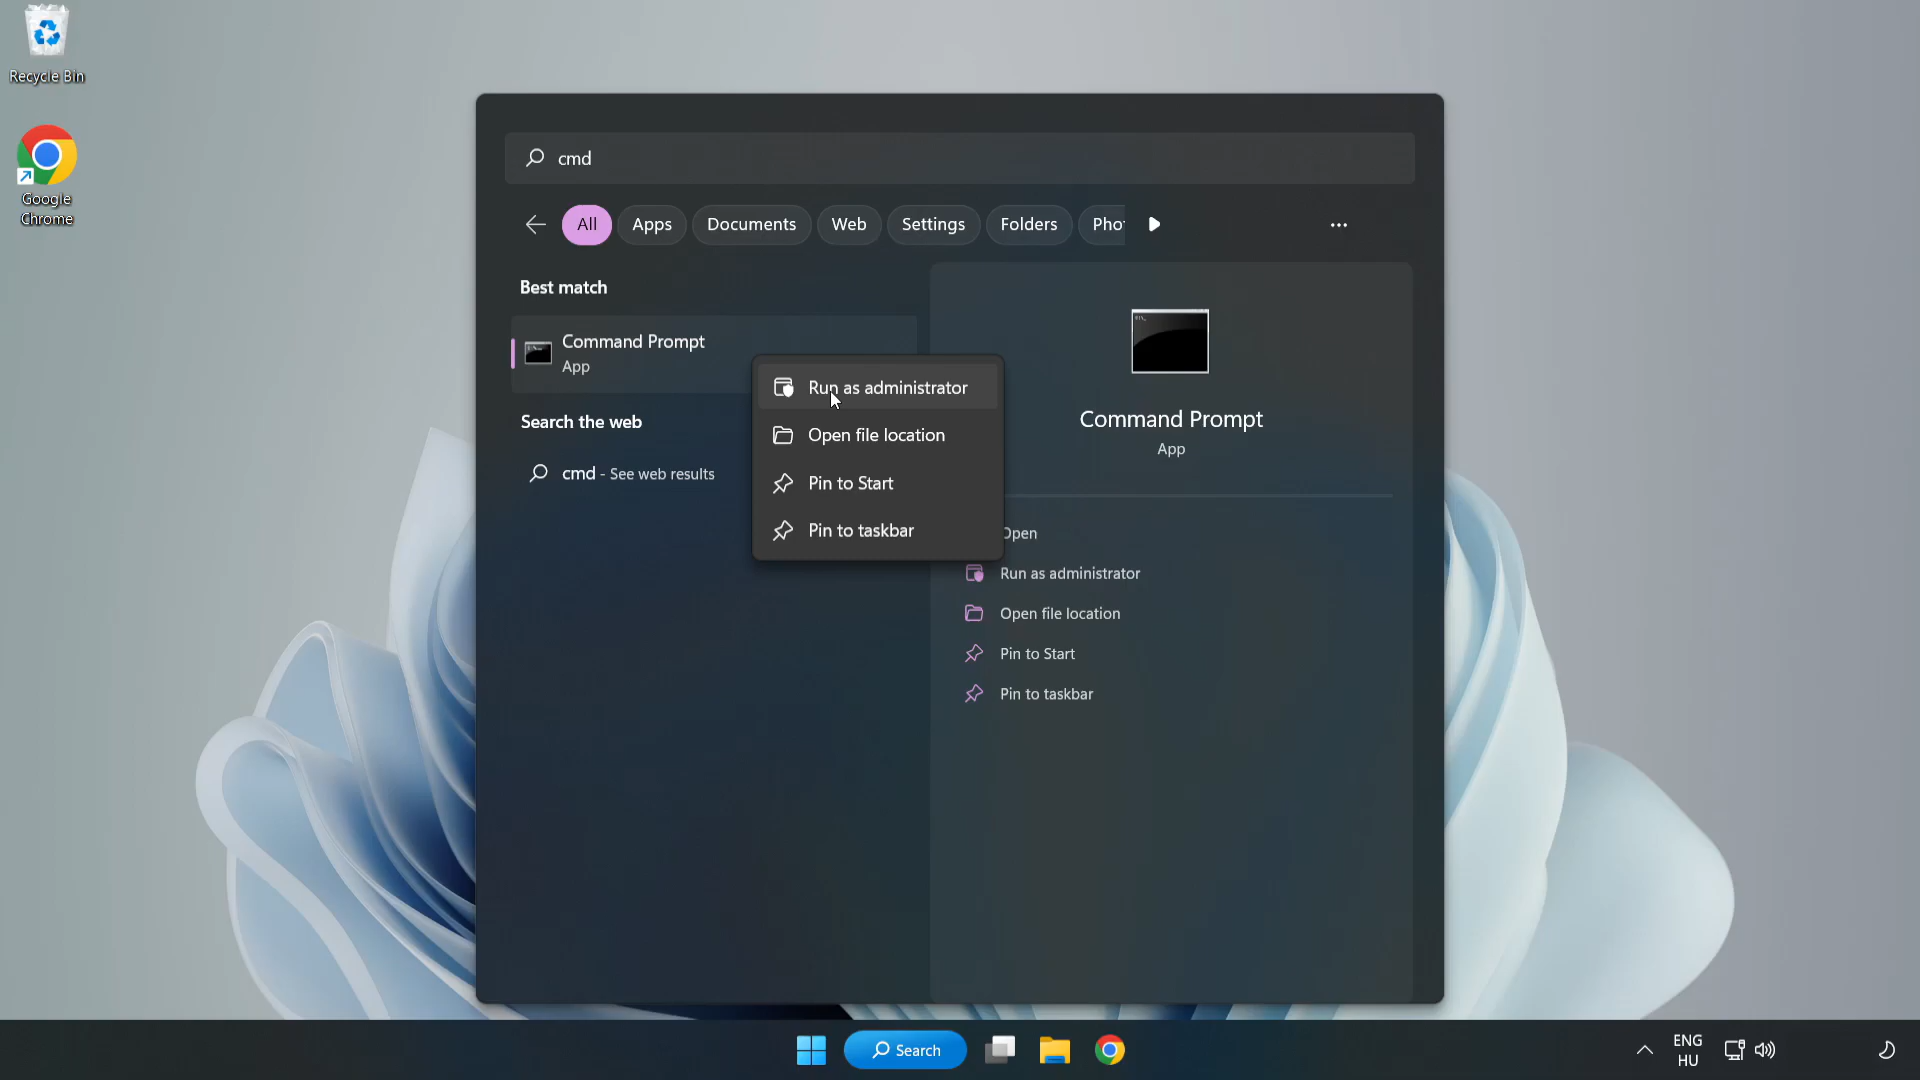 Recycle Bin
Google
Chrome
cmd
All
Apps
Documents
Web
Settings
Folders
Phot
Best match
Command Prompt
App
Search the web
cmd - See web results
Run as administrator
Open file location
Pin to Start
Pin to taskbar
Command Prompt
App
Open
Run as administrator
Open file location
Pin to Start
Pin to taskbar
Search
ENG
HU